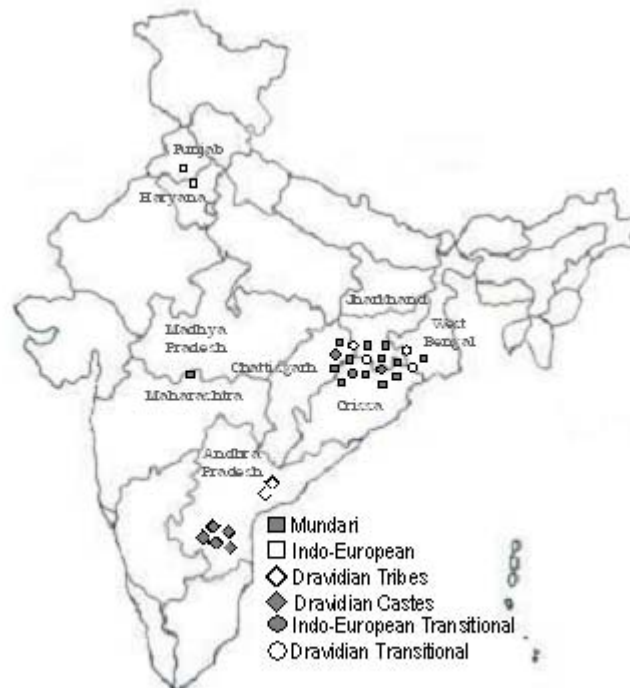 Punjab
Haryana
Jharkhand
West
Bengal
Madhya
Pradesh
Chattisgarh
Maharashtra
Orissa
Andhra
Pradesh
Mundari
Indo-European
Dravidian Tribes
Dravidian Castes
Indo-European Transitional
Dravidian Transitional